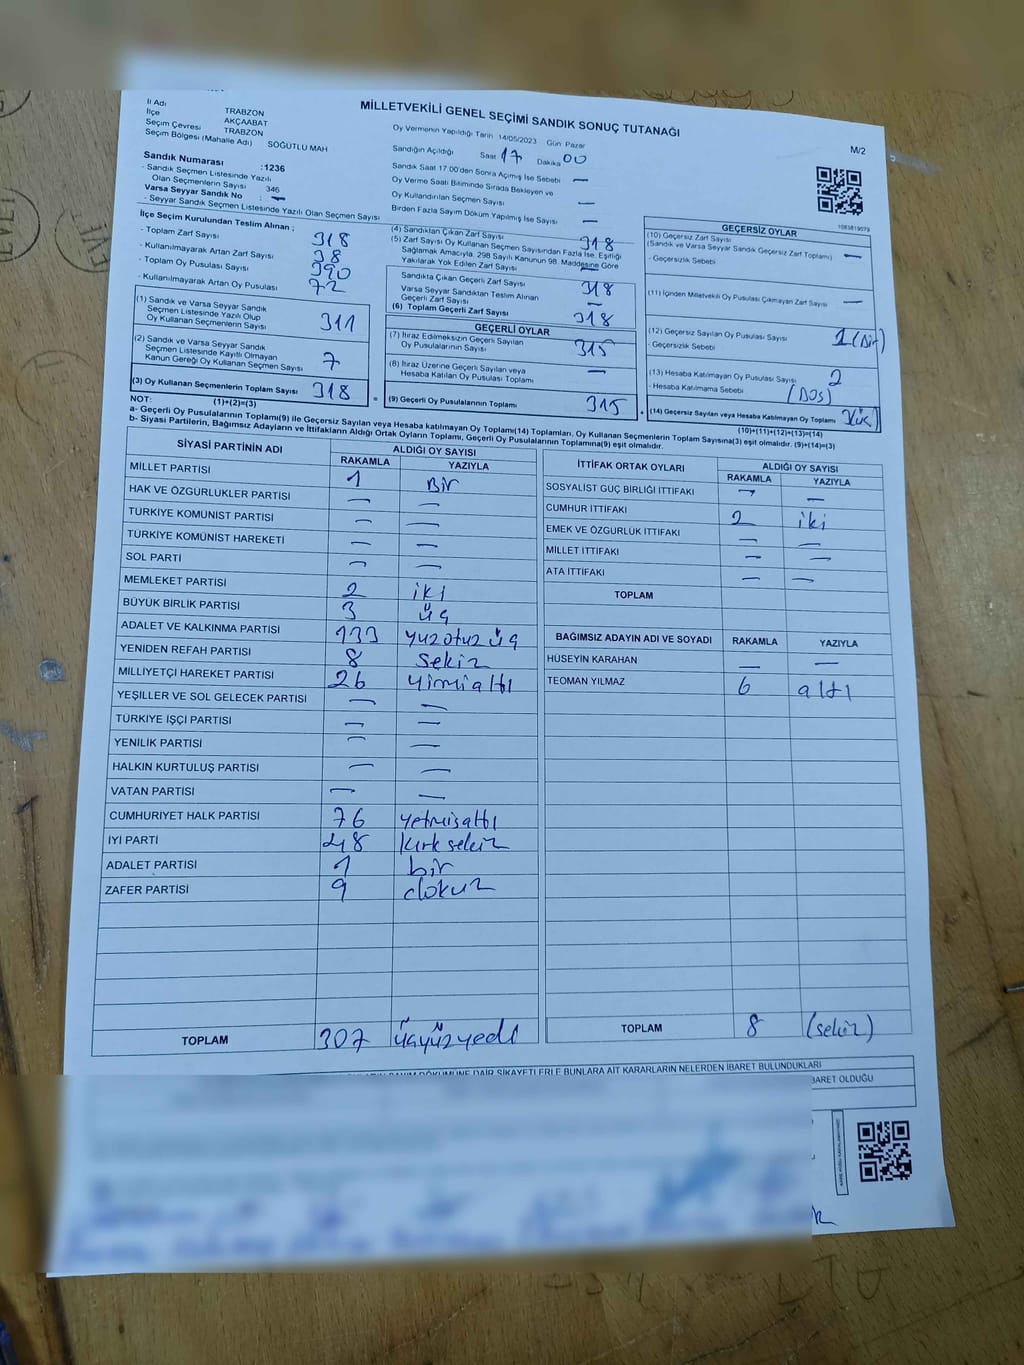 MİLLETVEKİLİ GENEL SEÇİMİ SANDIK SONUÇ TUTANAĞI
M/2
İl Adı TRABZON
İlçe AKÇAABAT
Seçim Çevresi TRABZON
Seçim Bölgesi (Mahalle Adı) SÖĞÜTLÜ MAH
Sandık Numarası :1236
- Sandık Seçmen Listesinde Yazılı
Olan Seçmenlerin Sayısı 346
Varsa Seyyar Sandık No : —
- Seyyar Sandık Seçmen Listesinde Yazılı Olan Seçmen Sayısı
Oy Vermenin Yapıldığı Tarih 14/05/2023 Gün Pazar
Sandığın Açıldığı Saat 17 Dakika 00
Sandık Saat 17.00'den Sonra Açımış İse Sebebi —
Oy Verme Saati Bitiminde Sırada Bekleyen ve
Oy Kullandırılan Seçmen Sayısı —
Birden Fazla Sayım Döküm Yapılmış İse Sayısı —
İlçe Seçim Kurulundan Teslim Alınan ;
- Toplam Zarf Sayısı 318
- Kullanılmayarak Artan Zarf Sayısı 38
- Toplam Oy Pusulası Sayısı 390
- Kullanılmayarak Artan Oy Pusulası 72
(1) Sandık ve Varsa Seyyar Sandık
Seçmen Listesinde Yazılı Olup
Oy Kullanan Seçmenlerin Sayısı 311
(2) Sandık ve Varsa Seyyar Sandık
Seçmen Listesinde Kayıtlı Olmayan
Kanun Gereği Oy Kullanan Seçmen Sayısı 7
(3) Oy Kullanan Seçmenlerin Toplam Sayısı 318
(1)+(2)=(3)
(4) Sandıktan Çıkan Zarf Sayısı 318
(5) Zarf Sayısı Oy Kullanan Seçmen Sayısından Fazla İse, Eşitliği
Sağlamak Amacıyla, 298 Sayılı Kanunun 98. Maddesine Göre
Yakılarak Yok Edilen Zarf Sayısı —
Sandıkta Çıkan Geçerli Zarf Sayısı 318
Varsa Seyyar Sandıktan Teslim Alınan
Geçerli Zarf Sayısı —
(6) Toplam Geçerli Zarf Sayısı 318
GEÇERLİ OYLAR
(7) İtiraz Edilmeksizin Geçerli Sayılan
Oy Pusulalarının Sayısı 315
(8) İtiraz Üzerine Geçerli Sayılan veya
Hesaba Katılan Oy Pusulası Toplamı —
= (9) Geçerli Oy Pusulalarının Toplamı 315
GEÇERSİZ OYLAR
(10) Geçersiz Zarf Sayısı
(Sandık ve Varsa Seyyar Sandık Geçersiz Zarf Toplamı) —
- Geçersizlik Sebebi
(11) İçinden Milletvekili Oy Pusulası Çıkmayan Zarf Sayısı —
(12) Geçersiz Sayılan Oy Pusulası Sayısı 1 (Bir)
- Geçersizlik Sebebi
(13) Hesaba Katılmayan Oy Pusulası Sayısı 2
- Hesaba Katılmama Sebebi (BOŞ)
+ (14) Geçersiz Sayılan veya Hesaba Katılmayan Oy Toplamı
(10)+(11)+(12)+(13)=(14)
NOT:
a- Geçerli Oy Pusulalarının Toplamı(9) ile Geçersiz Sayılan veya Hesaba katılmayan Oy Toplamı(14) Toplamları, Oy Kullanan Seçmenlerin Toplam Sayısına(3) eşit olmalıdır. (9)+(14)=(3)
b- Siyasi Partilerin, Bağımsız Adayların ve İttifakların Aldığı Ortak Oyların Toplamı, Geçerli Oy Pusulalarının Toplamına(9) eşit olmalıdır.
SİYASİ PARTİNİN ADI ALDIĞI OY SAYISI
RAKAMLA YAZIYLA
MİLLET PARTİSİ 1 Bir
HAK VE ÖZGÜRLÜKLER PARTİSİ — —
TÜRKİYE KOMÜNİST PARTİSİ — —
TÜRKİYE KOMÜNİST HAREKETİ — —
SOL PARTİ — —
MEMLEKET PARTİSİ 2 iki
BÜYÜK BİRLİK PARTİSİ 3 üç
ADALET VE KALKINMA PARTİSİ 133 yüzotuz üç
YENİDEN REFAH PARTİSİ 8 sekiz
MİLLİYETÇİ HAREKET PARTİSİ 26 yirmialtı
YEŞİLLER VE SOL GELECEK PARTİSİ — —
TÜRKİYE İŞÇİ PARTİSİ — —
YENİLİK PARTİSİ — —
HALKIN KURTULUŞ PARTİSİ — —
VATAN PARTİSİ — —
CUMHURİYET HALK PARTİSİ 76 yetmişaltı
İYİ PARTİ 48 kırk sekiz
ADALET PARTİSİ 1 bir
ZAFER PARTİSİ 9 dokuz
TOPLAM 307 üçyüzyedi
İTTİFAK ORTAK OYLARI ALDIĞI OY SAYISI
RAKAMLA YAZIYLA
SOSYALİST GÜÇ BİRLİĞİ İTTİFAKI — —
CUMHUR İTTİFAKI 2 iki
EMEK VE ÖZGÜRLÜK İTTİFAKI — —
MİLLET İTTİFAKI — —
ATA İTTİFAKI — —
TOPLAM
BAĞIMSIZ ADAYIN ADI VE SOYADI RAKAMLA YAZIYLA
HÜSEYİN KARAHAN — —
TEOMAN YILMAZ 6 altı
TOPLAM 8 (sekiz)
DÖKÜMÜNE DAİR ŞİKAYETLERLE BUNLARA AİT KARARLARIN NELERDEN İBARET BULUNDUKLARI
BARET OLDUĞU